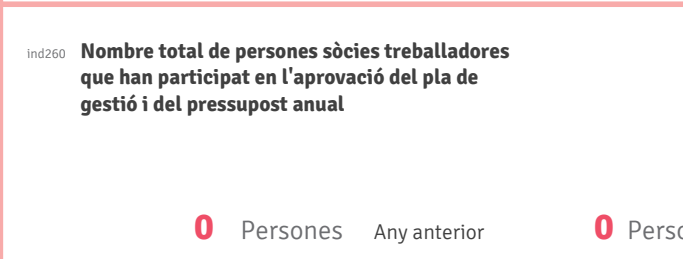 ind260 Nombre total de persones sòcies treballadores
que han participat en l'aprovació del pla de
gestió i del pressupost anual
0 Persones Any anterior 0